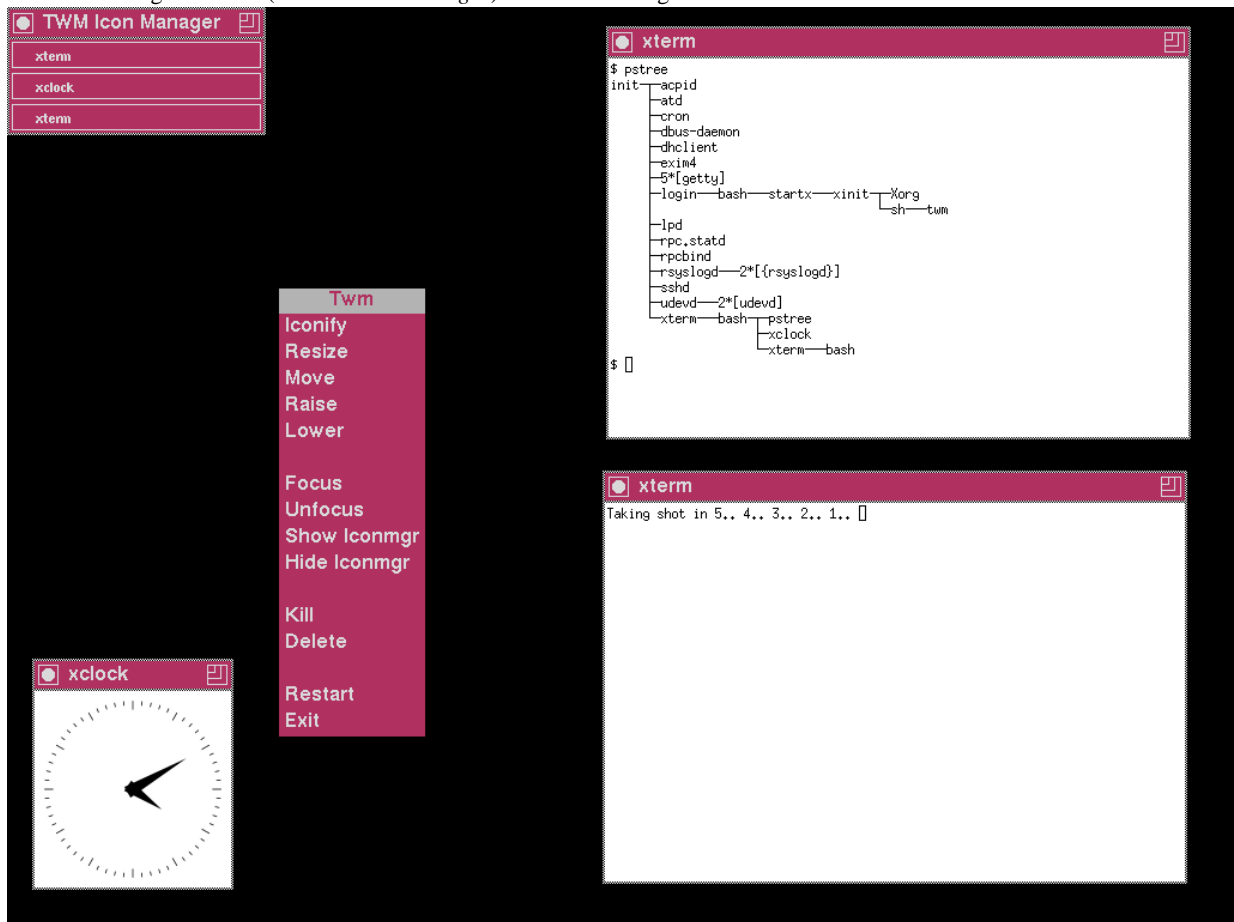 TWM Icon Manager
xterm
xclock
xterm
xterm
$ pstree
init─┬─acpid
     ├─atd
     ├─cron
     ├─dbus-daemon
     ├─dhclient
     ├─exim4
     ├─5*[getty]
     ├─login───bash───startx───xinit─┬─Xorg
     │                               └─sh───twm
     ├─lpd
     ├─rpc.statd
     ├─rpcbind
     ├─rsyslogd───2*[{rsyslogd}]
     ├─sshd
     ├─udevd───2*[udevd]
     └─xterm───bash─┬─pstree
                    ├─xclock
                    └─xterm───bash
$
Twm
Iconify
Resize
Move
Raise
Lower
Focus
Unfocus
Show Iconmgr
Hide Iconmgr
Kill
Delete
Restart
Exit
xterm
Taking shot in 5.. 4.. 3.. 2.. 1..
xclock